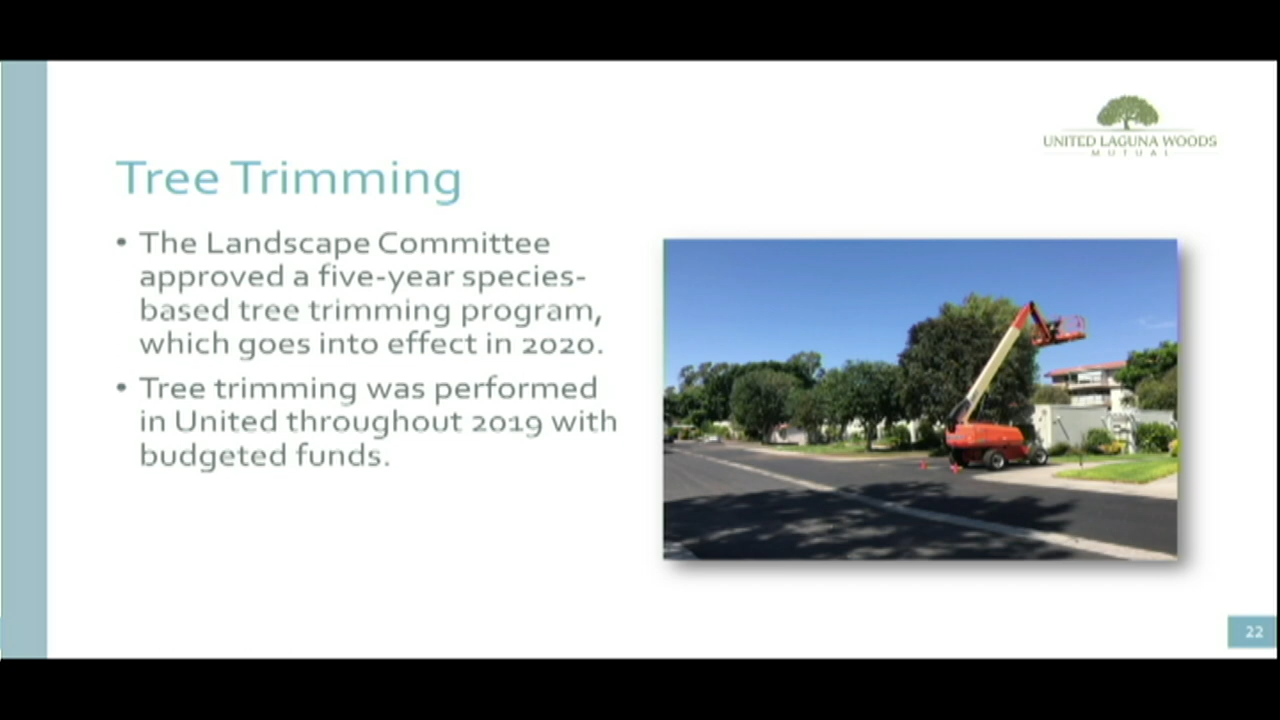 UNITED LAGUNA WOODS
MUTUAL
Tree Trimming
• The Landscape Committee
approved a five-year species-
based tree trimming program,
which goes into effect in 2020.
• Tree trimming was performed
in United throughout 2019 with
budgeted funds.
22